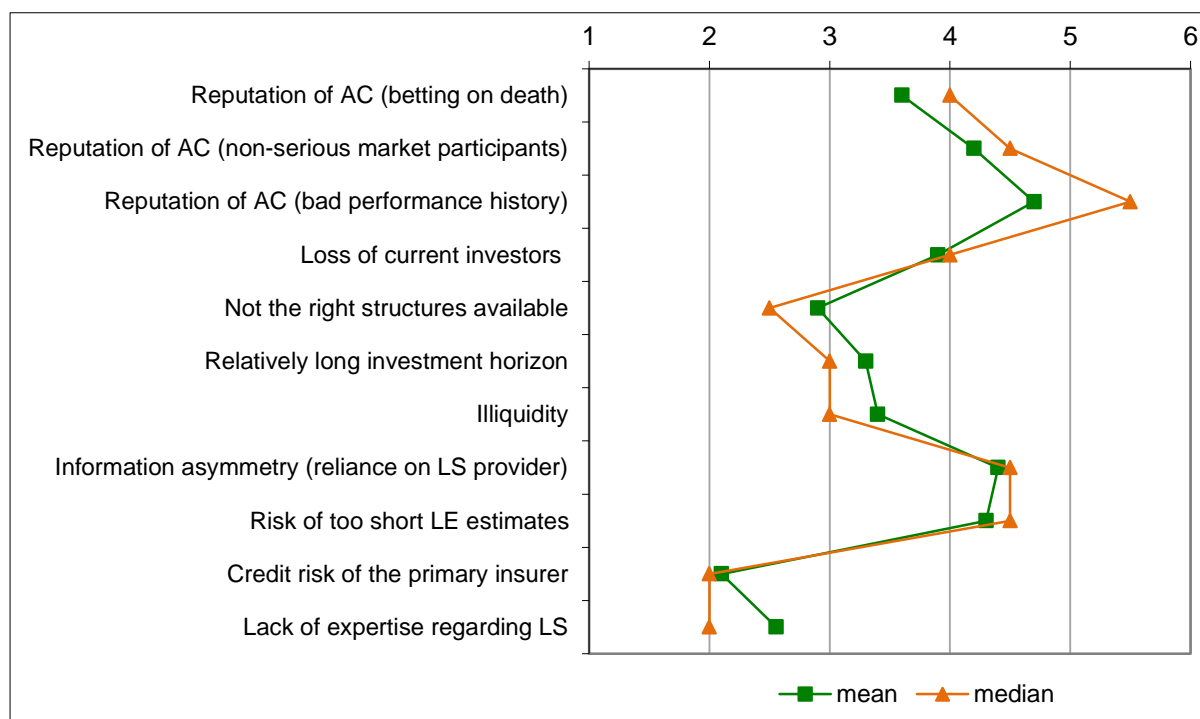 1 2 3 4 5 6
Reputation of AC (betting on death)
Reputation of AC (non-serious market participants)
Reputation of AC (bad performance history)
Loss of current investors
Not the right structures available
Relatively long investment horizon
Illiquidity
Information asymmetry (reliance on LS provider)
Risk of too short LE estimates
Credit risk of the primary insurer
Lack of expertise regarding LS
mean median